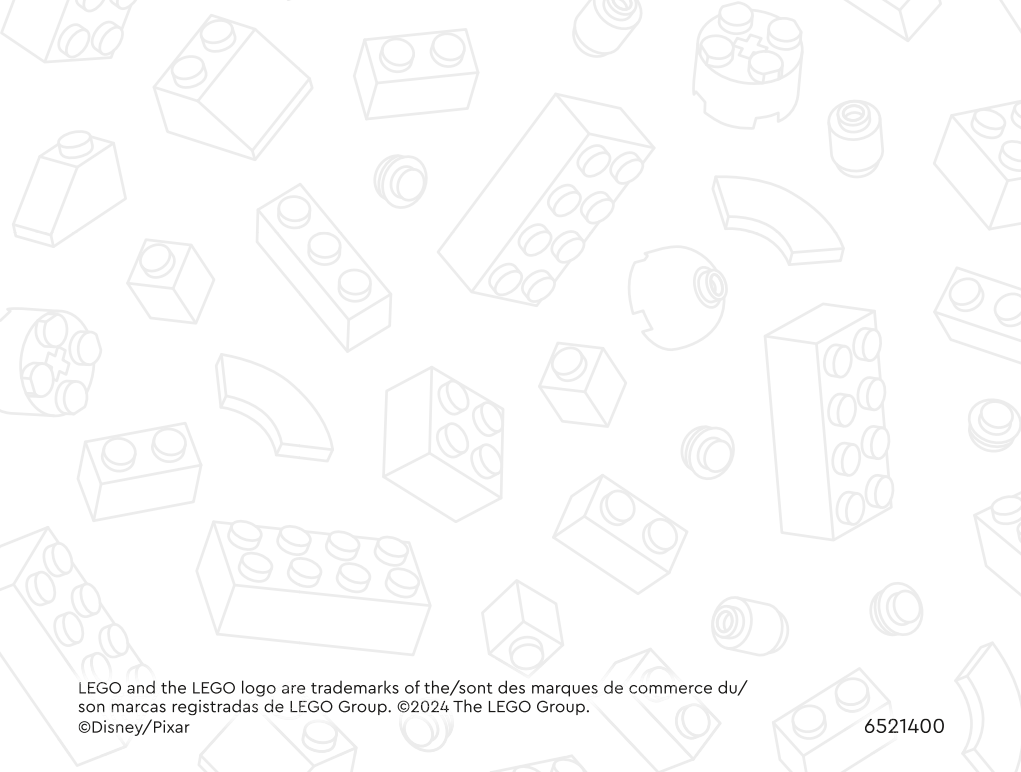 LEGO and the LEGO logo are trademarks of the/sont des marques de commerce du/
son marcas registradas de LEGO Group. ©2024 The LEGO Group.
©Disney/Pixar
6521400